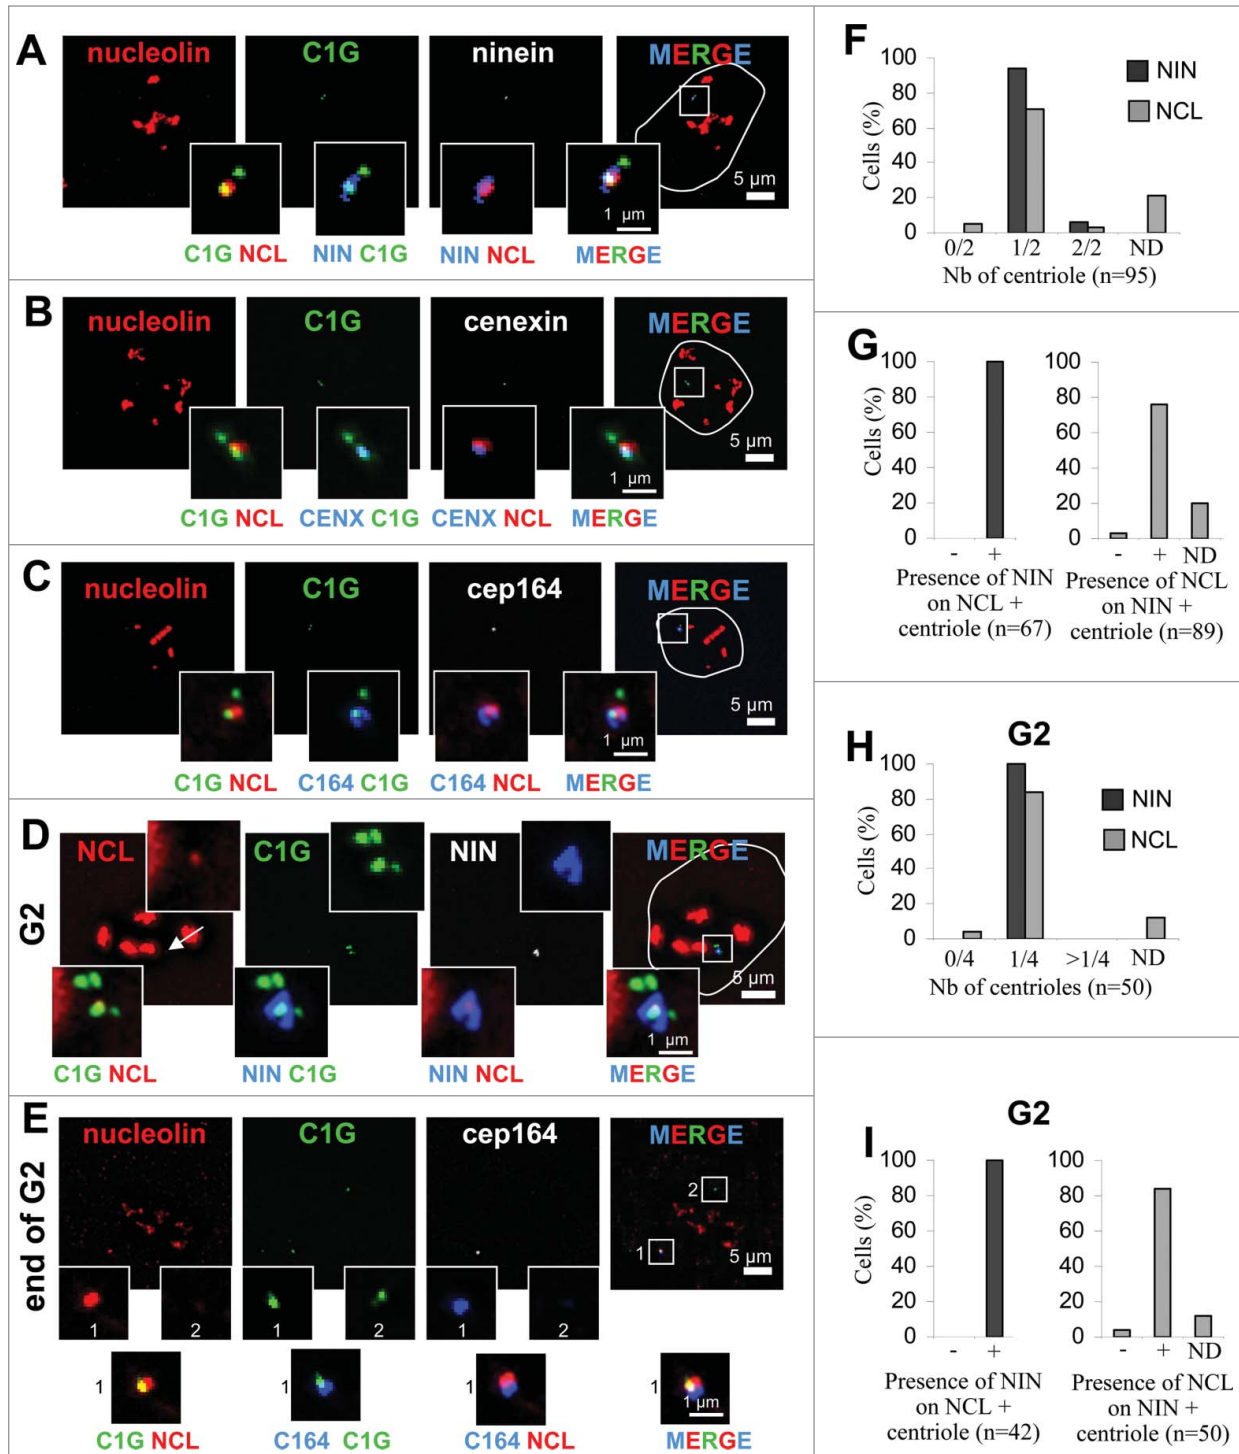 A
nucleolin C1G ninein MERGE
5 µm
1 µm
C1G NCL NIN C1G NIN NCL MERGE
B
nucleolin C1G cenexin MERGE
5 µm
1 µm
C1G NCL CENX C1G CENX NCL MERGE
C
nucleolin C1G cep164 MERGE
5 µm
1 µm
C1G NCL C164 C1G C164 NCL MERGE
D
G2
NCL C1G NIN MERGE
5 µm
1 µm
C1G NCL NIN C1G NIN NCL MERGE
E
end of G2
nucleolin C1G cep164 MERGE
2
1
5 µm
1 2 1 2 1 2
1 1 1 1
1 µm
C1G NCL C164 C1G C164 NCL MERGE
F
NIN
NCL
Cells (%)
100
80
60
40
20
0
0/2 1/2 2/2 ND
Nb of centriole (n=95)
G
Cells (%)
100 100
80 80
60 60
40 40
20 20
0 0
- + - + ND
Presence of NIN Presence of NCL
on NCL + on NIN +
centriole (n=67) centriole (n=89)
H
G2
NIN
NCL
Cells (%)
100
80
60
40
20
0
0/4 1/4 >1/4 ND
Nb of centrioles (n=50)
I
G2
Cells (%)
100 100
80 80
60 60
40 40
20 20
0 0
- + - + ND
Presence of NIN Presence of NCL
on NCL + on NIN +
centriole (n=42) centriole (n=50)